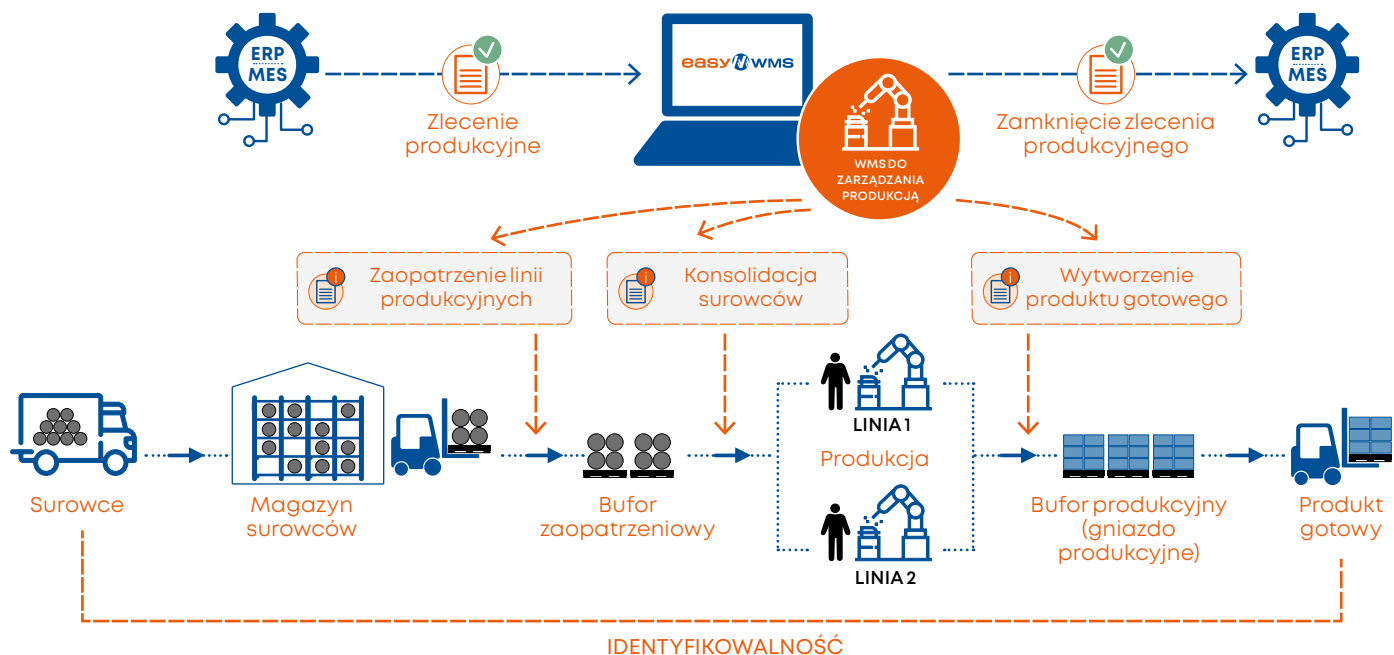 ERP
MES
Zlecenie
produkcyjne
easy WMS
WMS DO
ZARZĄDZANIA
PRODUKCJĄ
Zamknięcie zlecenia
produkcyjnego
ERP
MES
Zaopatrzenie linii
produkcyjnych
Konsolidacja
surowców
Wytworzenie
produktu gotowego
Surowce
Magazyn
surowców
Bufor
zaopatrzeniowy
LINIA 1
Produkcja
LINIA 2
Bufor produkcyjny
(gniazdo
produkcyjne)
Produkt
gotowy
IDENTYFIKOWALNOŚĆ